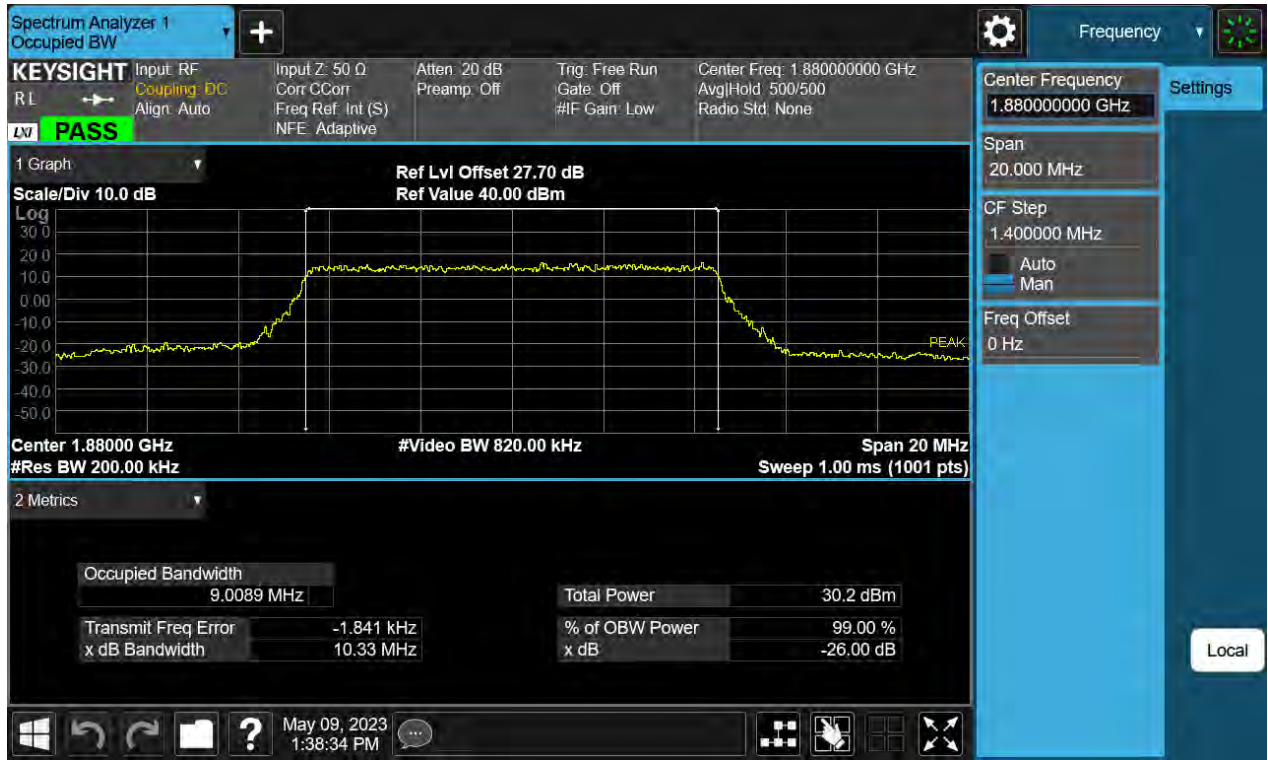 Spectrum Analyzer 1
Occupied BW
+
Frequency
KEYSIGHT
RL
LXI PASS
Input: RF
Coupling: DC
Align: Auto
Input Z: 50 Ω
Corr CCorr
Freq Ref: Int (S)
NFE: Adaptive
Atten: 20 dB
Preamp: Off
Trig: Free Run
Gate: Off
#IF Gain: Low
Center Freq: 1.880000000 GHz
Avg|Hold: 500/500
Radio Std: None
1 Graph
Scale/Div 10.0 dB
Ref Lvl Offset 27.70 dB
Ref Value 40.00 dBm
Log
30.0
20.0
10.0
0.00
-10.0
-20.0
-30.0
-40.0
-50.0
PEAK
Center 1.88000 GHz
#Video BW 820.00 kHz
Span 20 MHz
#Res BW 200.00 kHz
Sweep 1.00 ms (1001 pts)
2 Metrics
Occupied Bandwidth
9.0089 MHz
Total Power 30.2 dBm
Transmit Freq Error -1.841 kHz
% of OBW Power 99.00 %
x dB Bandwidth 10.33 MHz
x dB -26.00 dB
Center Frequency
1.880000000 GHz
Settings
Span
20.000 MHz
CF Step
1.400000 MHz
Auto
Man
Freq Offset
0 Hz
Local
?
May 09, 2023
1:38:34 PM